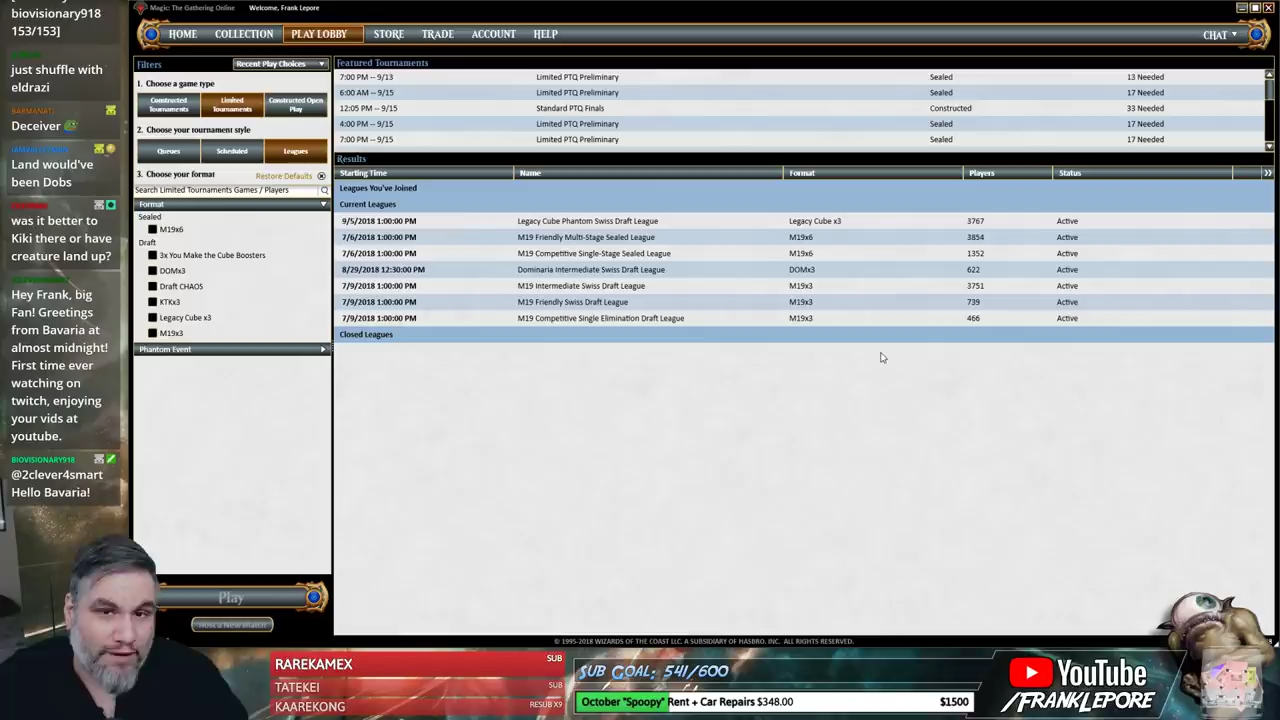 biovisionary918
153/153]
just shuffle with
eldrazi
Deceiver
Land would've
been Dobs
was it better to
Kiki there or have
creature land up?
Hey Frank, big
Fan! Greetings
from Bavaria at
almost midnight!
First time ever
watching on
twitch, enjoying
your vids at
youtube.
BIOVISIONARY918
@2clever4smart
Hello Bavaria!
Magic: The Gathering Online Welcome, Frank Lepore
HOME COLLECTION PLAY LOBBY STORE TRADE ACCOUNT HELP CHAT
Filters Recent Play Choices
1. Choose a game type
Constructed Tournaments Limited Tournaments Constructed Open Play
2. Choose your tournament style
Queues Scheduled Leagues
3. Choose your format Restore Defaults
Search Limited Tournaments Games / Players
Format
Sealed
M19x6
Draft
3x You Make the Cube Boosters
DOMx3
Draft CHAOS
KTKx3
Legacy Cube x3
M19x3
Phantom Event
Play
Featured Tournaments
7:00 PM -- 9/13 Limited PTQ Preliminary Sealed 13 Needed
6:00 AM -- 9/15 Limited PTQ Preliminary Sealed 17 Needed
12:05 PM -- 9/15 Standard PTQ Finals Constructed 33 Needed
4:00 PM -- 9/15 Limited PTQ Preliminary Sealed 17 Needed
7:00 PM -- 9/15 Limited PTQ Preliminary Sealed 17 Needed
Results
Starting Time Name Format Players Status
Leagues You've Joined
Current Leagues
9/5/2018 1:00:00 PM Legacy Cube Phantom Swiss Draft League Legacy Cube x3 3767 Active
7/6/2018 1:00:00 PM M19 Friendly Multi-Stage Sealed League M19x6 3854 Active
7/6/2018 1:00:00 PM M19 Competitive Single-Stage Sealed League M19x6 1352 Active
8/29/2018 12:30:00 PM Dominaria Intermediate Swiss Draft League DOMx3 622 Active
7/9/2018 1:00:00 PM M19 Intermediate Swiss Draft League M19x3 3751 Active
7/9/2018 1:00:00 PM M19 Friendly Swiss Draft League M19x3 739 Active
7/9/2018 1:00:00 PM M19 Competitive Single Elimination Draft League M19x3 466 Active
Closed Leagues
© 1995-2018 WIZARDS OF THE COAST LLC, A SUBSIDIARY OF HASBRO, INC. ALL RIGHTS RESERVED.
RAREKAMEX SUB
TATEKEI SUB
KAAREKONG RESUB X9
SUB GOAL: 541/600
October "Spoopy" Rent + Car Repairs $348.00 $1500
YouTube
/FRANKLEPORE